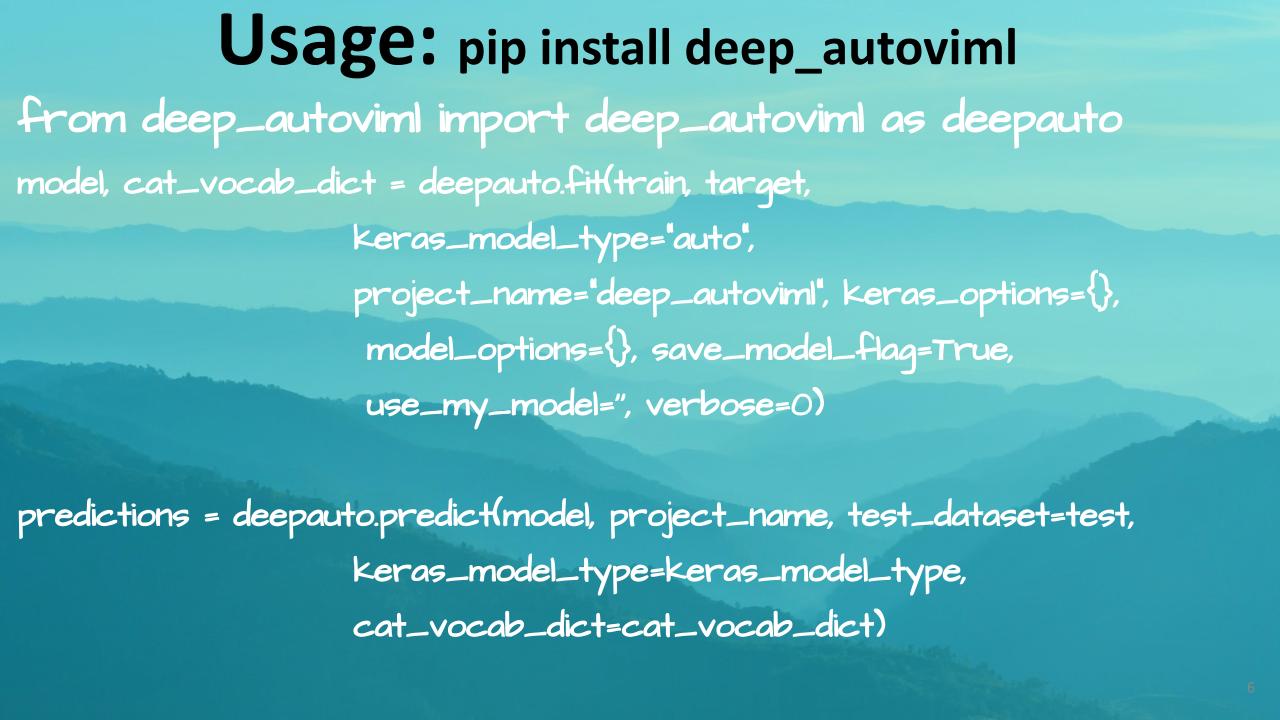 Usage: pip install deep_autoviml
from deep_autoviml import deep_autoviml as deepauto
model, cat_vocab_dict = deepauto.fit(train, target,
keras_model_type="auto",
project_name="deep_autoviml", keras_options={},
model_options={}, save_model_flag=True,
use_my_model='', verbose=0)
predictions = deepauto.predict(model, project_name, test_dataset=test,
keras_model_type=keras_model_type,
cat_vocab_dict=cat_vocab_dict)
6